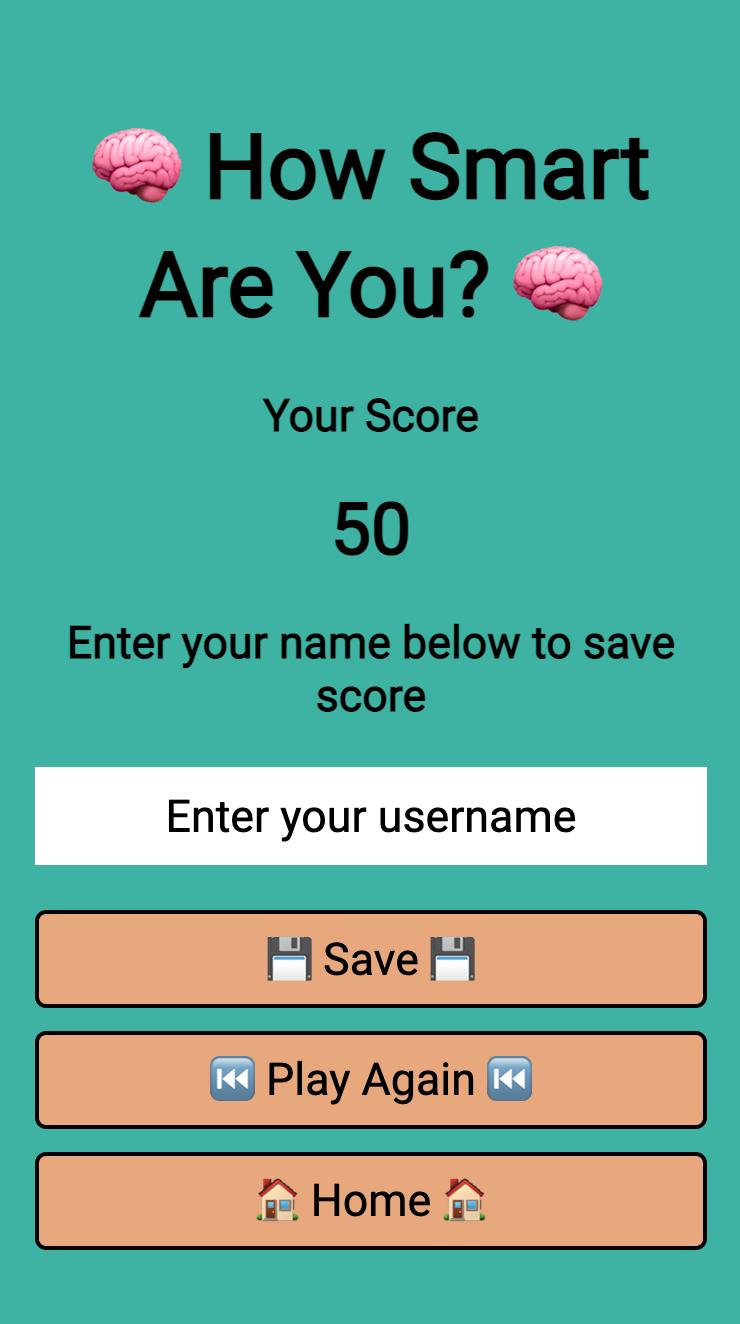 🧠 How Smart
Are You? 🧠
Your Score
50
Enter your name below to save
score
Enter your username
💾 Save 💾
⏮️ Play Again ⏮️
🏠 Home 🏠